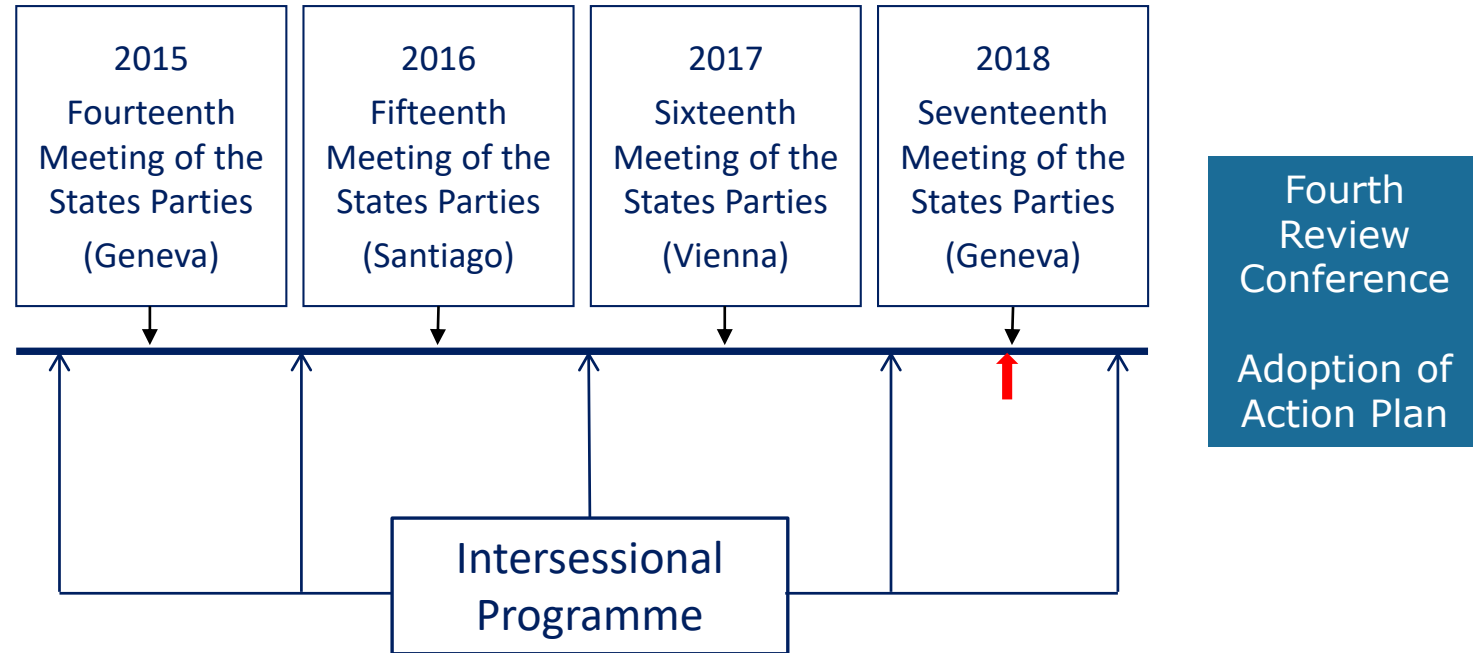 2015
Fourteenth
Meeting of the
States Parties
(Geneva)
2016
Fifteenth
Meeting of the
States Parties
(Santiago)
2017
Sixteenth
Meeting of the
States Parties
(Vienna)
2018
Seventeenth
Meeting of the
States Parties
(Geneva)
Fourth
Review
Conference
Adoption of
Action Plan
Intersessional
Programme